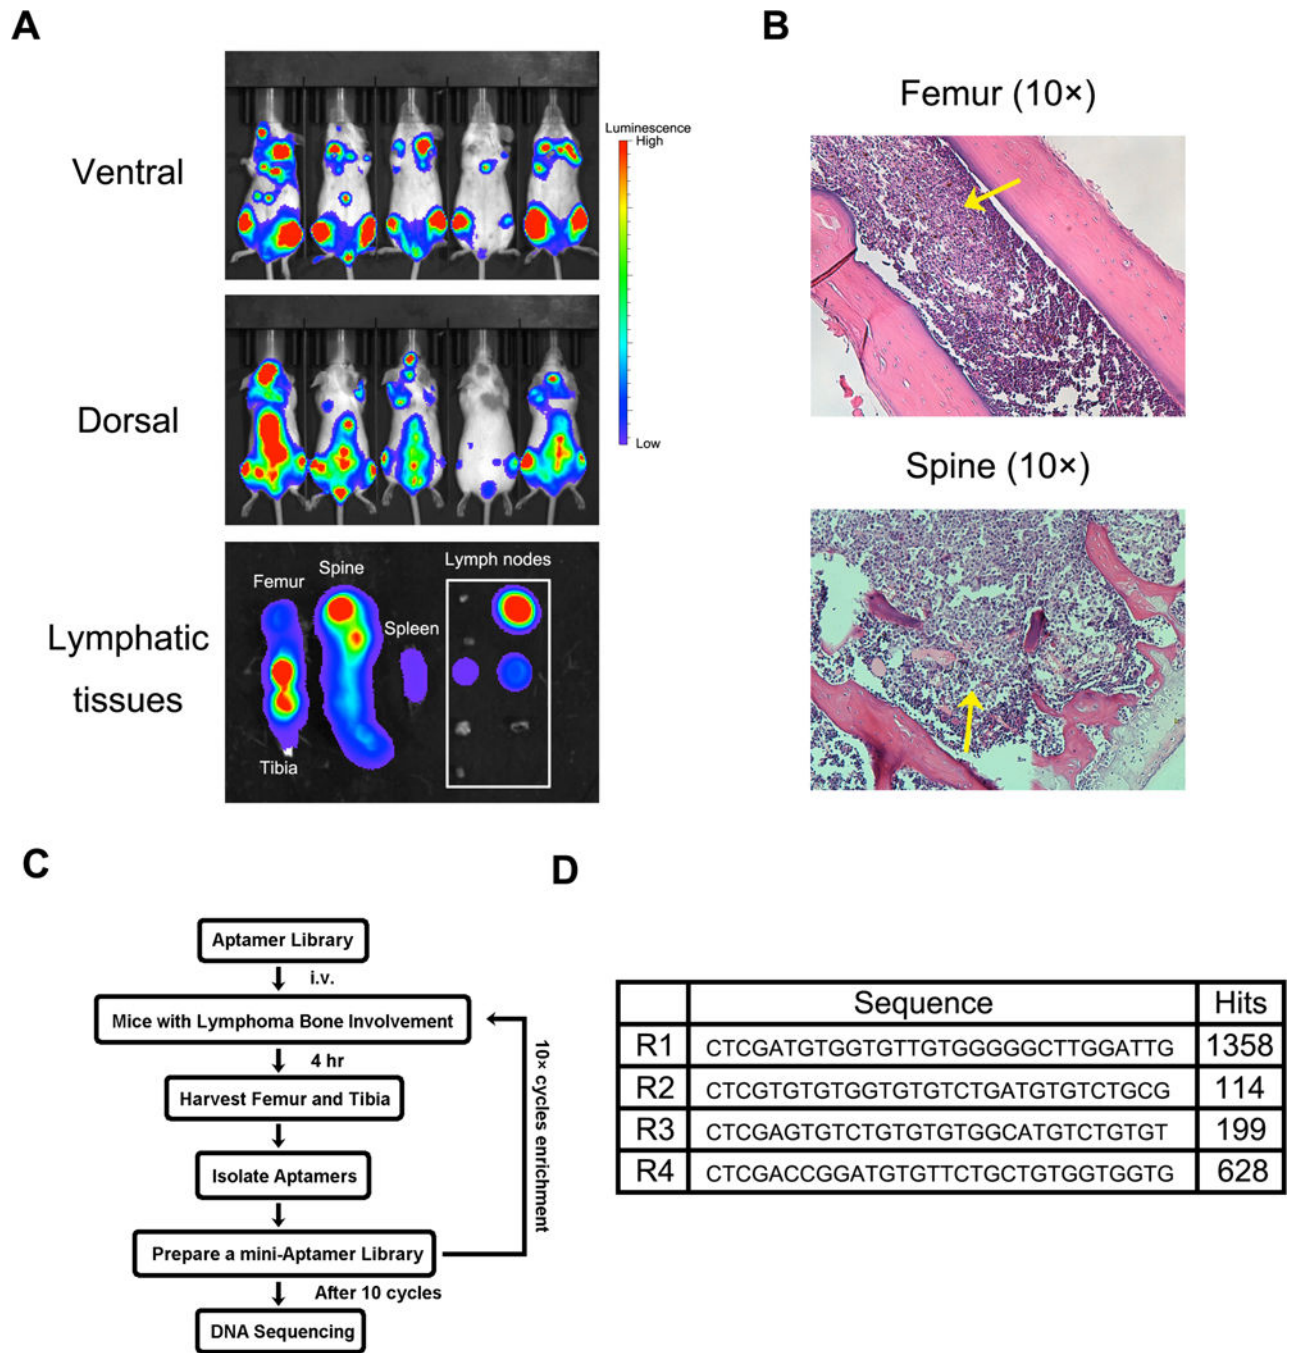 A
Ventral
Luminescence
High
Low
Dorsal
Lymphatic
tissues
Femur
Spine
Spleen
Lymph nodes
Tibia
B
Femur (10×)
Spine (10×)
C
Aptamer Library
i.v.
Mice with Lymphoma Bone Involvement
4 hr
Harvest Femur and Tibia
Isolate Aptamers
Prepare a mini-Aptamer Library
10× cycles enrichment
After 10 cycles
DNA Sequencing
D
Sequence Hits
R1 CTCGATGTGGTGTTGTGGGGGCTTGGATTG 1358
R2 CTCGTGTGTGGTGTGTCTGATGTGTCTGCG 114
R3 CTCGAGTGTCTGTGTGTGGCATGTCTGTGT 199
R4 CTCGACCGGATGTGTTCTGCTGTGGTGGTG 628